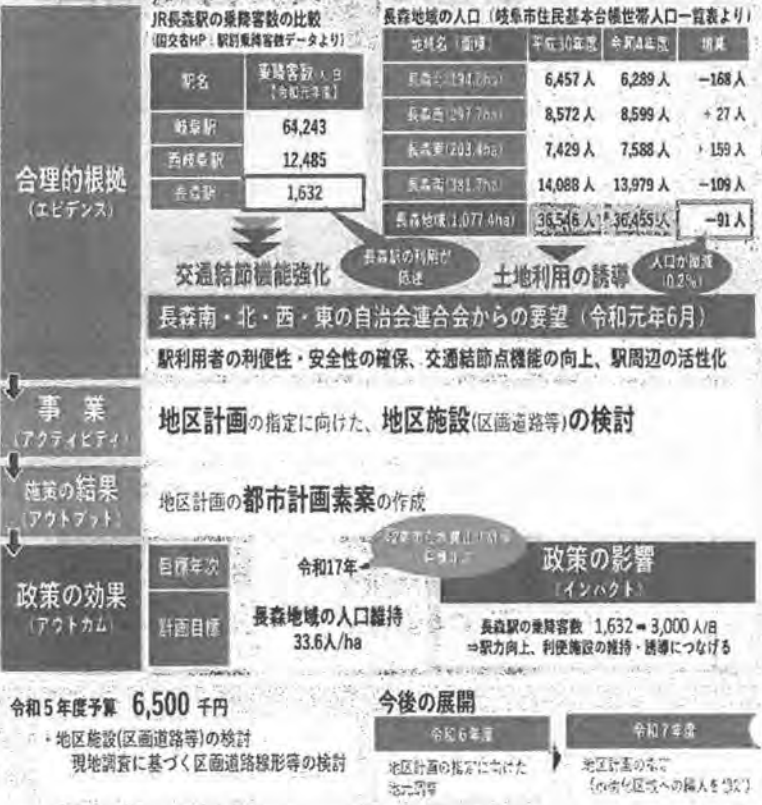 JR長森駅の乗降客数の比較
(国交省HP:駅別乗降客数データより)
駅名
乗降客数 人/日
【令和元年度】
岐阜駅 64,243
西岐阜駅 12,485
長森駅 1,632
長森地域の人口(岐阜市住民基本台帳世帯人口一覧表より)
地域名(面積) 平成30年度 令和4年度 増減
6,457人 6,289人 −168人
長森西(297.7ha) 8,572人 8,599人 +27人
長森東(203.4ha) 7,429人 7,588人 +159人
長森南(381.7ha) 14,088人 13,979人 −109人
長森地域(1,077.4ha) 36,546人 36,455人 −91人
合理的根拠
(エビデンス)
長森駅の利用が
低迷
人口が微減
(0.2%)
交通結節機能強化
土地利用の誘導
長森南・北・西・東の自治会連合会からの要望(令和元年6月)
駅利用者の利便性・安全性の確保、交通結節点機能の向上、駅周辺の活性化
事業
(アクティビティ)
地区計画の指定に向けた、地区施設(区画道路等)の検討
施策の結果
(アウトプット)
地区計画の都市計画素案の作成
政策の効果
(アウトカム)
目標年次 令和17年
計画目標
長森地域の人口維持
33.6人/ha
政策の影響
(インパクト)
長森駅の乗降客数 1,632➡3,000人/日
⇒駅力向上、利便施設の維持・誘導につなげる
令和5年度予算 6,500千円
・地区施設(区画道路等)の検討
現地調査に基づく区画道路線形等の検討
今後の展開
令和6年度
地区計画の指定に向けた
令和7年度